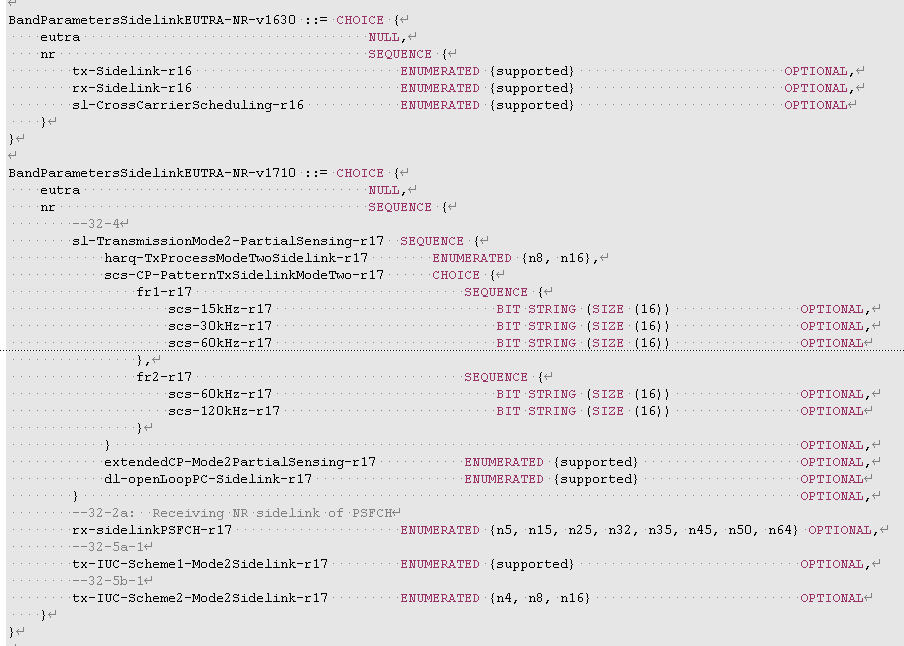 BandParametersSidelinkEUTRA-NR-v1630 ::= CHOICE {
    eutra                                    NULL,
    nr                                       SEQUENCE {
        tx-Sidelink-r16                          ENUMERATED {supported}                          OPTIONAL,
        rx-Sidelink-r16                          ENUMERATED {supported}                          OPTIONAL,
        sl-CrossCarrierScheduling-r16            ENUMERATED {supported}                          OPTIONAL
    }
}

BandParametersSidelinkEUTRA-NR-v1710 ::= CHOICE {
    eutra                                    NULL,
    nr                                       SEQUENCE {
        --32-4
        sl-TransmissionMode2-PartialSensing-r17  SEQUENCE {
            harq-TxProcessModeTwoSidelink-r17        ENUMERATED {n8, n16},
            scs-CP-PatternTxSidelinkModeTwo-r17      CHOICE {
                fr1-r17                                  SEQUENCE {
                    scs-15kHz-r17                            BIT STRING (SIZE (16))                OPTIONAL,
                    scs-30kHz-r17                            BIT STRING (SIZE (16))                OPTIONAL,
                    scs-60kHz-r17                            BIT STRING (SIZE (16))                OPTIONAL,
                },
                fr2-r17                                  SEQUENCE {
                    scs-60kHz-r17                            BIT STRING (SIZE (16))                OPTIONAL,
                    scs-120kHz-r17                           BIT STRING (SIZE (16))                OPTIONAL,
                }
            }                                                                                      OPTIONAL,
            extendedCP-Mode2PartialSensing-r17           ENUMERATED {supported}                    OPTIONAL,
            dl-openLoopPC-Sidelink-r17                   ENUMERATED {supported}                    OPTIONAL,
        }                                                                                          OPTIONAL,
        --32-2a:  Receiving NR sidelink of PSFCH
        rx-sidelinkPSFCH-r17                     ENUMERATED {n5, n15, n25, n32, n35, n45, n50, n64} OPTIONAL,
        --32-5a-1
        tx-IUC-Scheme1-Mode2Sidelink-r17         ENUMERATED {supported}                            OPTIONAL,
        --32-5b-1
        tx-IUC-Scheme2-Mode2Sidelink-r17         ENUMERATED {n4, n8, n16}                          OPTIONAL
    }
}